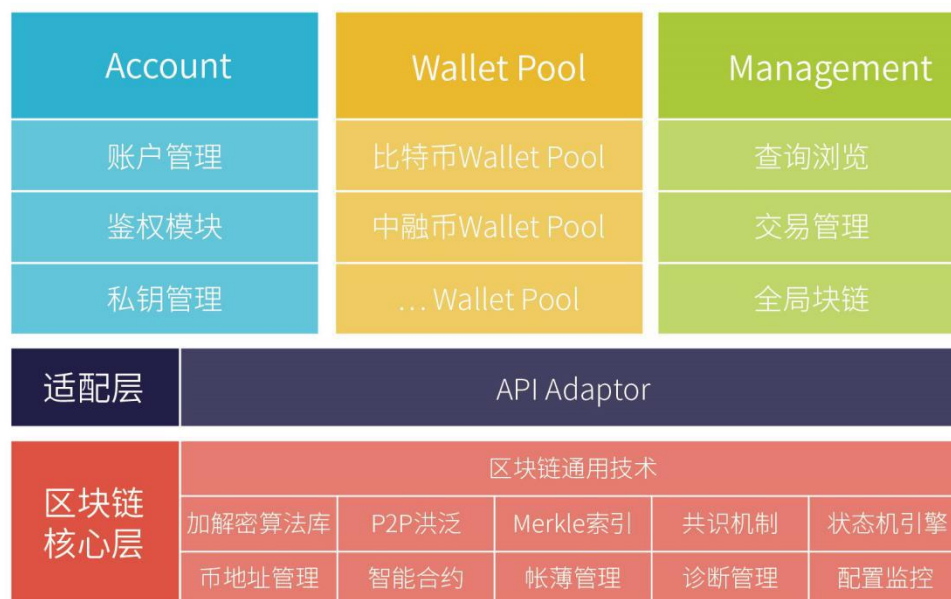 Account
Wallet Pool
Management
账户管理
比特币Wallet Pool
查询浏览
鉴权模块
中融币Wallet Pool
交易管理
私钥管理
... Wallet Pool
全局块链
适配层
API Adaptor
区块链
核心层
区块链通用技术
加解密算法库
P2P洪泛
Merkle索引
共识机制
状态机引擎
币地址管理
智能合约
帐薄管理
诊断管理
配置监控